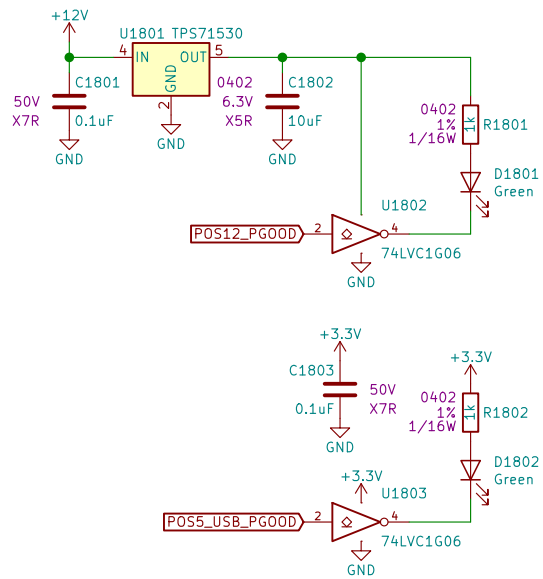 +12V
U1801 TPS71530
4 IN OUT 5
GND
2
GND
C1801
50V
X7R
0.1uF
GND
C1802
0402
6.3V
X5R
10uF
GND
0402
1%
1/16W
1k
R1801
D1801
Green
U1802
POS12_PGOOD
2
4
74LVC1G06
GND
+3.3V
C1803
50V
0.1uF
X7R
GND
+3.3V
0402
1%
1/16W
1k
R1802
D1802
Green
+3.3V
U1803
POS5_USB_PGOOD
2
4
74LVC1G06
GND